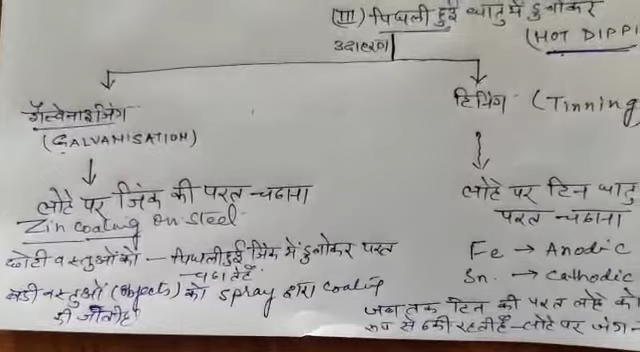 (III) पिघली हुई धातु में डुबोकर
(HOT DIPPI
उदाहरण
गैल्वेनाइजिंग
(GALVANISATION)
लोहे पर जिंक की परत चढाना
Zin coating on steel
छोटी वस्तुओं को — पिघली हुई जिंक में डुबोकर परत
चढाते हैं
बडी वस्तुओं (objects) को spray द्वारा coating
की जाती है
टिनिंग (Tinning
लोहे पर टिन धातु
परत चढाना
Fe → Anodic
Sn. → Cathodic
जब तक टिन की परत लोहे को
रूप से ढकी रहती है – लोहे पर जंग -